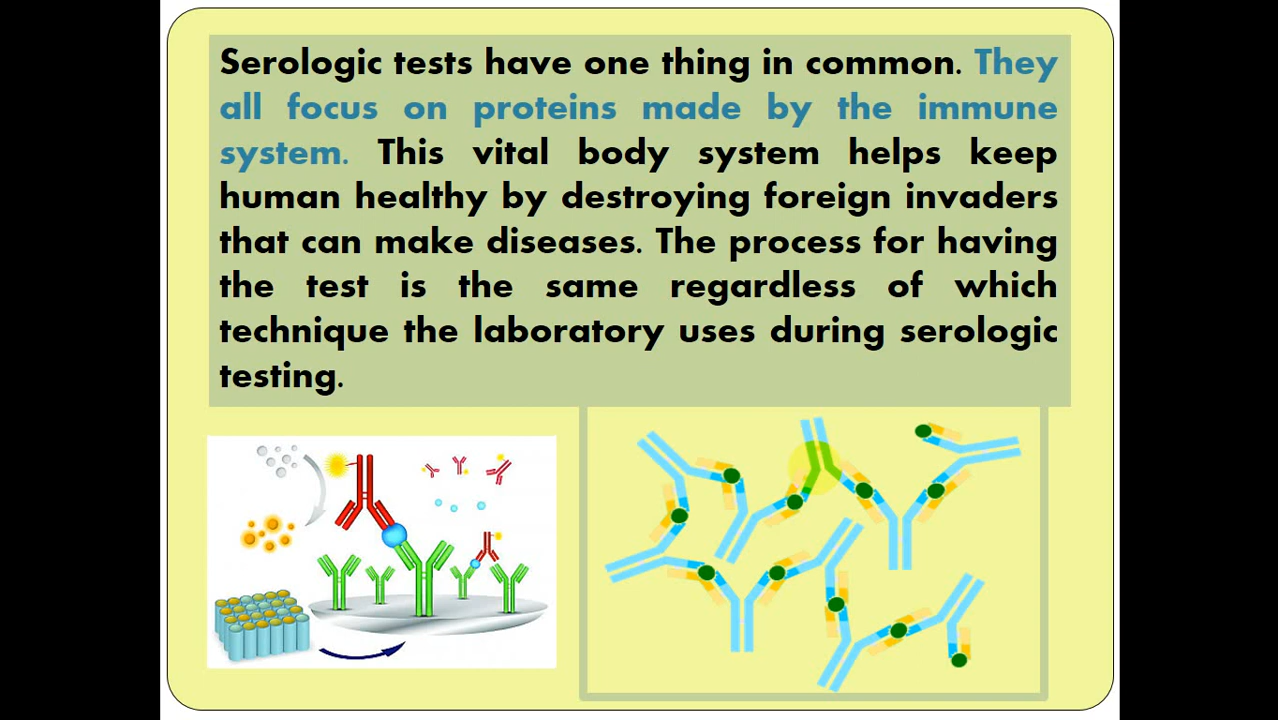 Serologic tests have one thing in common. They
all focus on proteins made by the immune
system. This vital body system helps keep
human healthy by destroying foreign invaders
that can make diseases. The process for having
the test is the same regardless of which
technique the laboratory uses during serologic
testing.